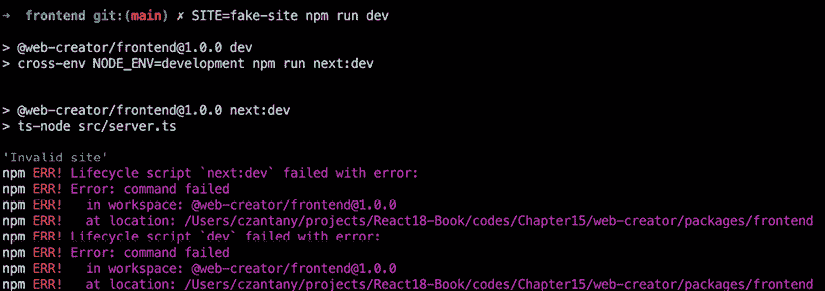 ➜ frontend git:(main) ✗ SITE=fake-site npm run dev
> @web-creator/frontend@1.0.0 dev
> cross-env NODE_ENV=development npm run next:dev
> @web-creator/frontend@1.0.0 next:dev
> ts-node src/server.ts
'Invalid site'
npm ERR! Lifecycle script `next:dev` failed with error:
npm ERR! Error: command failed
npm ERR!   in workspace: @web-creator/frontend@1.0.0
npm ERR!   at location: /Users/czantany/projects/React18-Book/codes/Chapter15/web-creator/packages/frontend
npm ERR! Lifecycle script `dev` failed with error:
npm ERR! Error: command failed
npm ERR!   in workspace: @web-creator/frontend@1.0.0
npm ERR!   at location: /Users/czantany/projects/React18-Book/codes/Chapter15/web-creator/packages/frontend